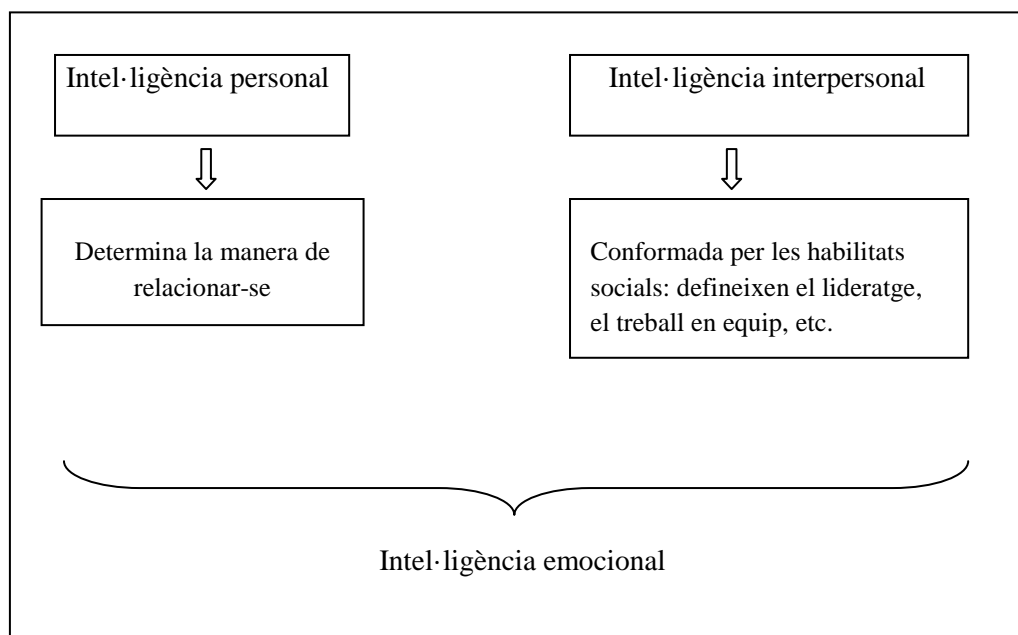 Intel·ligència personal
Intel·ligència interpersonal
Determina la manera de
relacionar-se
Conformada per les habilitats
socials: defineixen el lideratge,
el treball en equip, etc.
Intel·ligència emocional